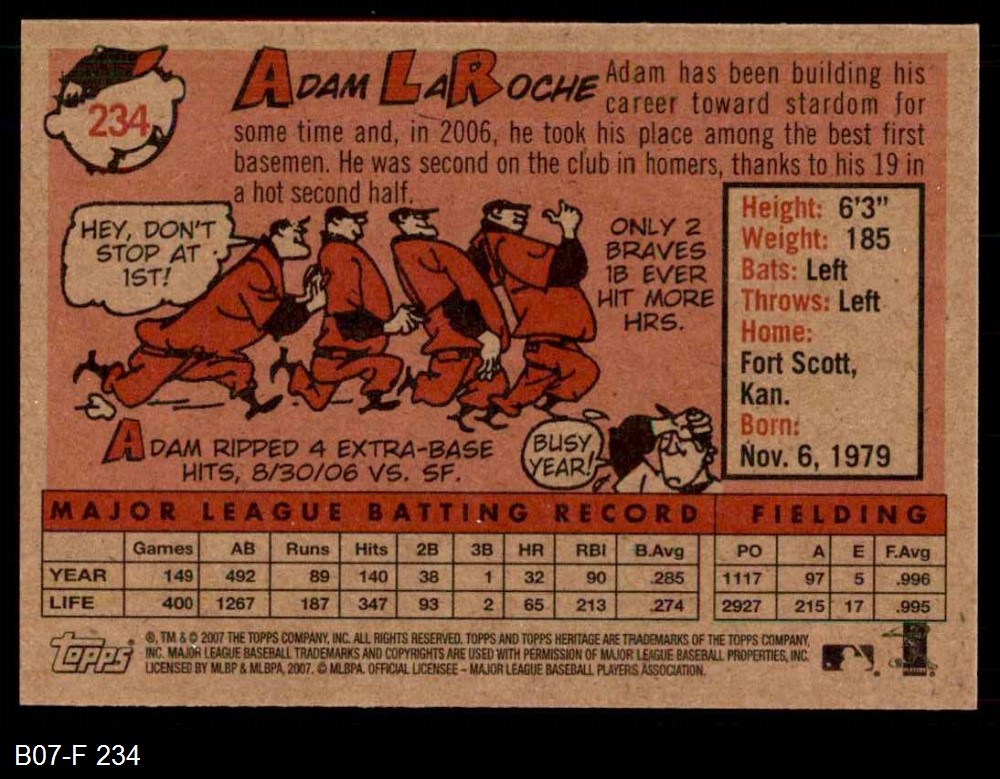 234
ADAM LAROCHE Adam has been building his
career toward stardom for
some time and, in 2006, he took his place among the best first
basemen. He was second on the club in homers, thanks to his 19 in
a hot second half.
HEY, DON'T
STOP AT
1ST!
ONLY 2
BRAVES
1B EVER
HIT MORE
HRS.
Height: 6'3"
Weight: 185
Bats: Left
Throws: Left
Home:
Fort Scott,
Kan.
Born:
Nov. 6, 1979
ADAM RIPPED 4 EXTRA-BASE
HITS, 8/30/06 VS. SF.
BUSY
YEAR!
MAJOR LEAGUE BATTING RECORD FIELDING
Games AB Runs Hits 2B 3B HR RBI B.Avg PO A E F.Avg
YEAR 149 492 89 140 38 1 32 90 .285 1117 97 5 .996
LIFE 400 1267 187 347 93 2 65 213 .274 2927 215 17 .995
TOPPS
®, TM & © 2007 THE TOPPS COMPANY, INC. ALL RIGHTS RESERVED. TOPPS AND TOPPS HERITAGE ARE TRADEMARKS OF THE TOPPS COMPANY,
INC. MAJOR LEAGUE BASEBALL TRADEMARKS AND COPYRIGHTS ARE USED WITH PERMISSION OF MAJOR LEAGUE BASEBALL PROPERTIES, INC.
LICENSED BY MLBP & MLBPA, 2007. © MLBPA. OFFICIAL LICENSEE – MAJOR LEAGUE BASEBALL PLAYERS ASSOCIATION.
B07-F 234